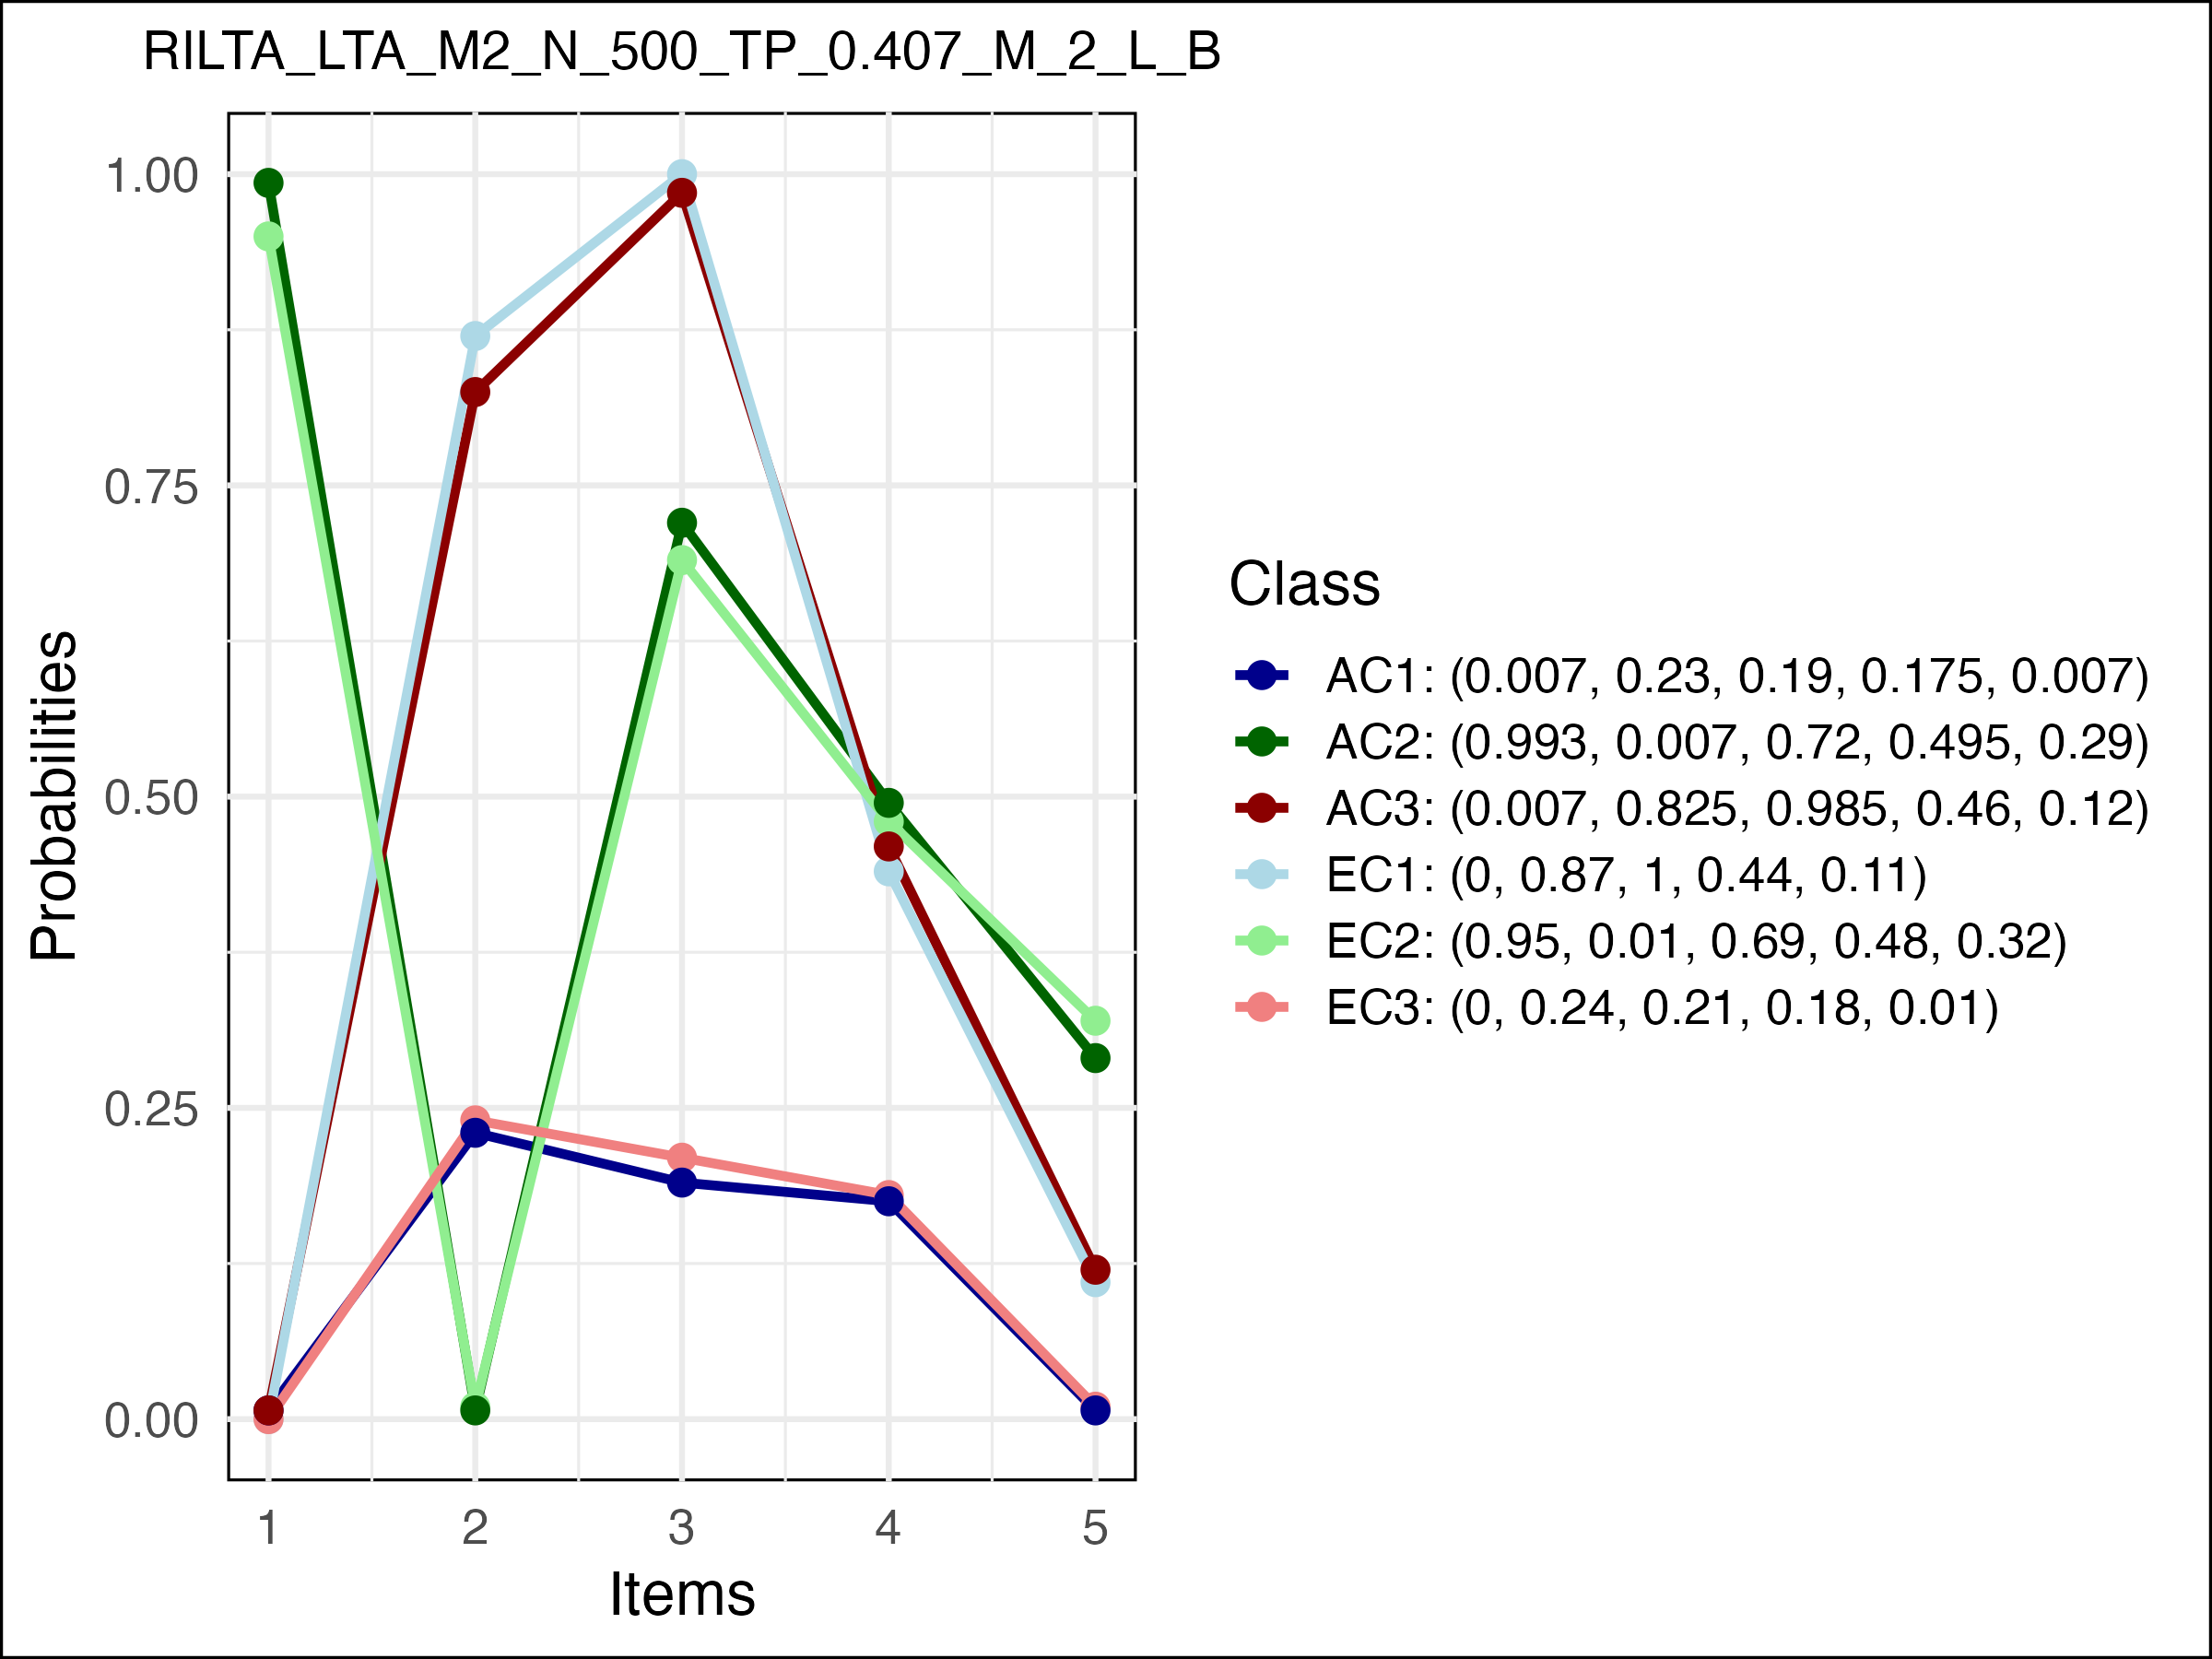 RILTA_LTA_M2_N_500_TP_0.407_M_2_L_B
1.00
0.75
0.50
0.25
0.00
Probabilities
1 2 3 4 5
Items
Class
AC1: (0.007, 0.23, 0.19, 0.175, 0.007)
AC2: (0.993, 0.007, 0.72, 0.495, 0.29)
AC3: (0.007, 0.825, 0.985, 0.46, 0.12)
EC1: (0, 0.87, 1, 0.44, 0.11)
EC2: (0.95, 0.01, 0.69, 0.48, 0.32)
EC3: (0, 0.24, 0.21, 0.18, 0.01)